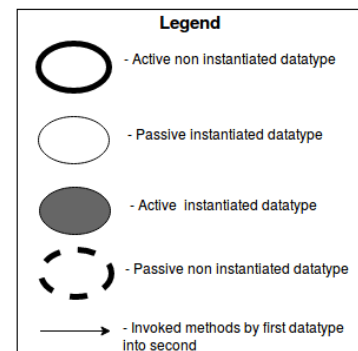 Legend
- Active non instantiated datatype
- Passive instantiated datatype
- Active instantiated datatype
- Passive non instantiated datatype
- Invoked methods by first datatype
into second